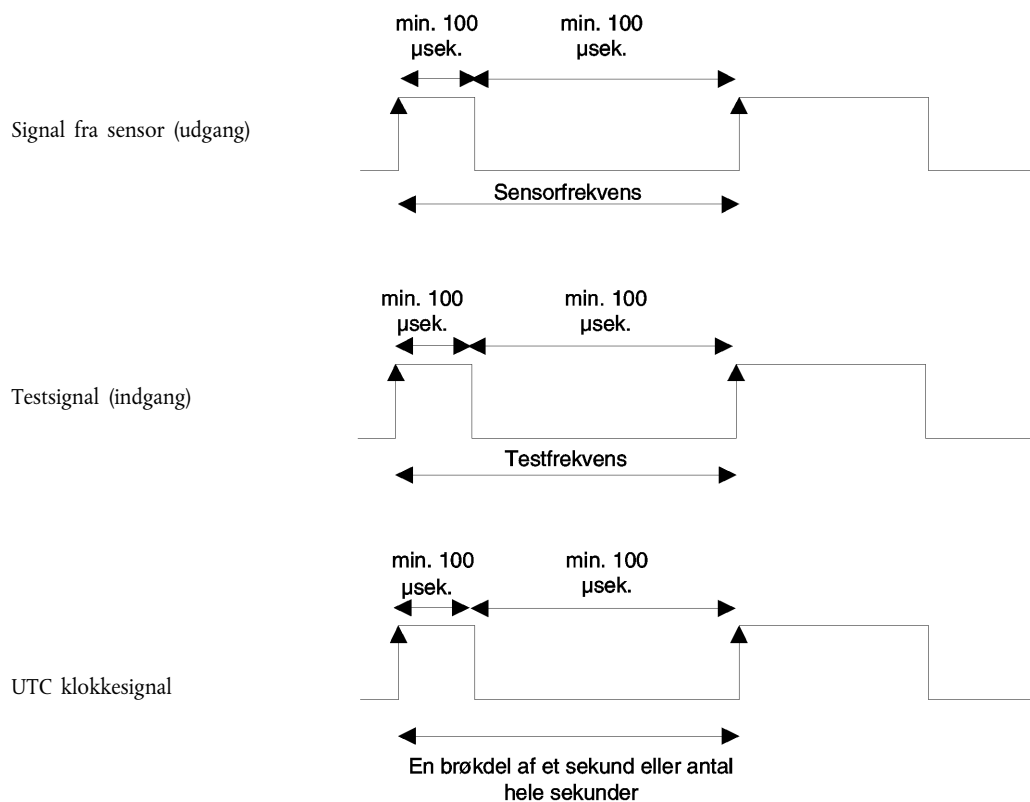 min. 100
µsek.
min. 100
µsek.
Signal fra sensor (udgang)
Sensorfrekvens
min. 100
µsek.
min. 100
µsek.
Testsignal (indgang)
Testfrekvens
min. 100
µsek.
min. 100
µsek.
UTC klokkesignal
En brøkdel af et sekund eller antal
hele sekunder